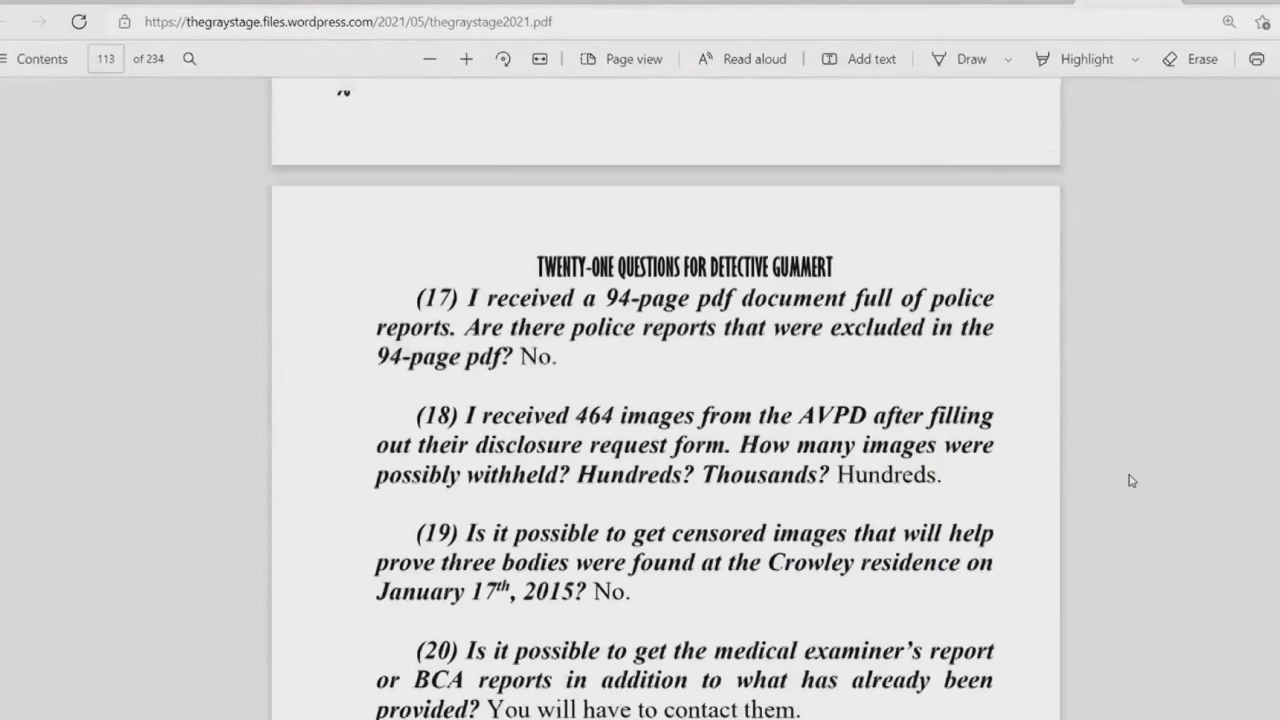 https://thegraystage.files.wordpress.com/2021/05/thegraystage2021.pdf
Contents 113 of 234 Page view Read aloud Add text Draw Highlight Erase
TWENTY-ONE QUESTIONS FOR DETECTIVE GUMMERT
(17) I received a 94-page pdf document full of police
reports. Are there police reports that were excluded in the
94-page pdf? No.
(18) I received 464 images from the AVPD after filling
out their disclosure request form. How many images were
possibly withheld? Hundreds? Thousands? Hundreds.
(19) Is it possible to get censored images that will help
prove three bodies were found at the Crowley residence on
January 17th, 2015? No.
(20) Is it possible to get the medical examiner's report
or BCA reports in addition to what has already been
provided? You will have to contact them.